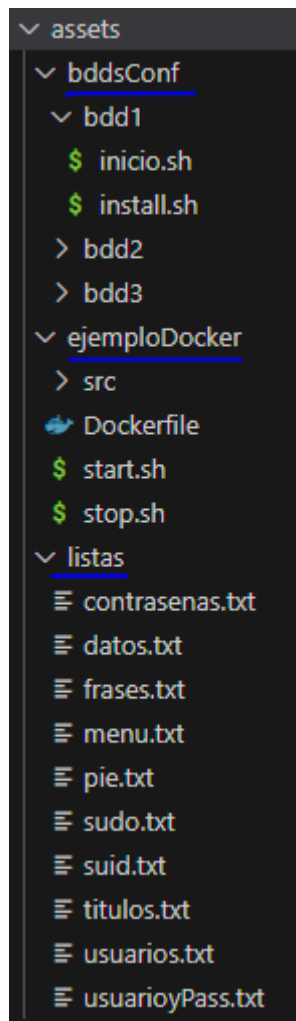 assets
bddsConf
bdd1
$ inicio.sh
$ install.sh
bdd2
bdd3
ejemploDocker
src
Dockerfile
$ start.sh
$ stop.sh
listas
contrasenas.txt
datos.txt
frases.txt
menu.txt
pie.txt
sudo.txt
suid.txt
titulos.txt
usuarios.txt
usuarioyPass.txt